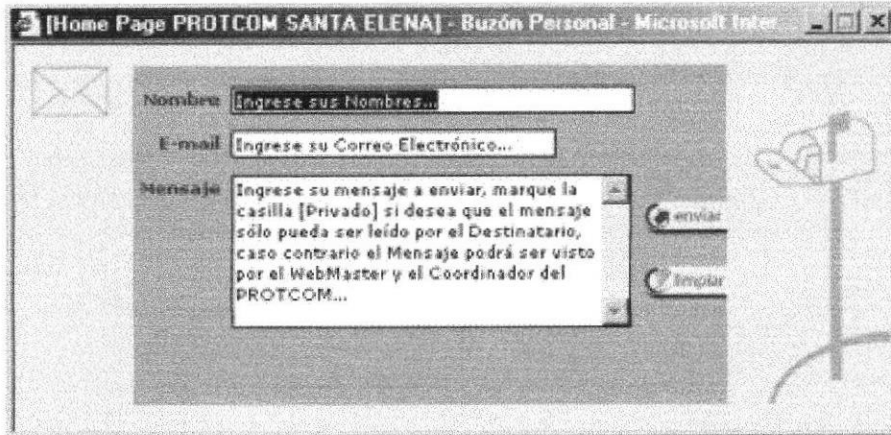 [Home Page PROTCOM SANTA ELENA] - Buzón Personal - Microsoft Inter
Nombre Ingrese sus Nombres...
E-mail Ingrese su Correo Electrónico...
Mensaje Ingrese su mensaje a enviar, marque la
casilla [Privado] si desea que el mensaje
sólo pueda ser leído por el Destinatario,
caso contrario el Mensaje podrá ser visto
por el WebMaster y el Coordinador del
PROTCOM...
enviar
limpiar